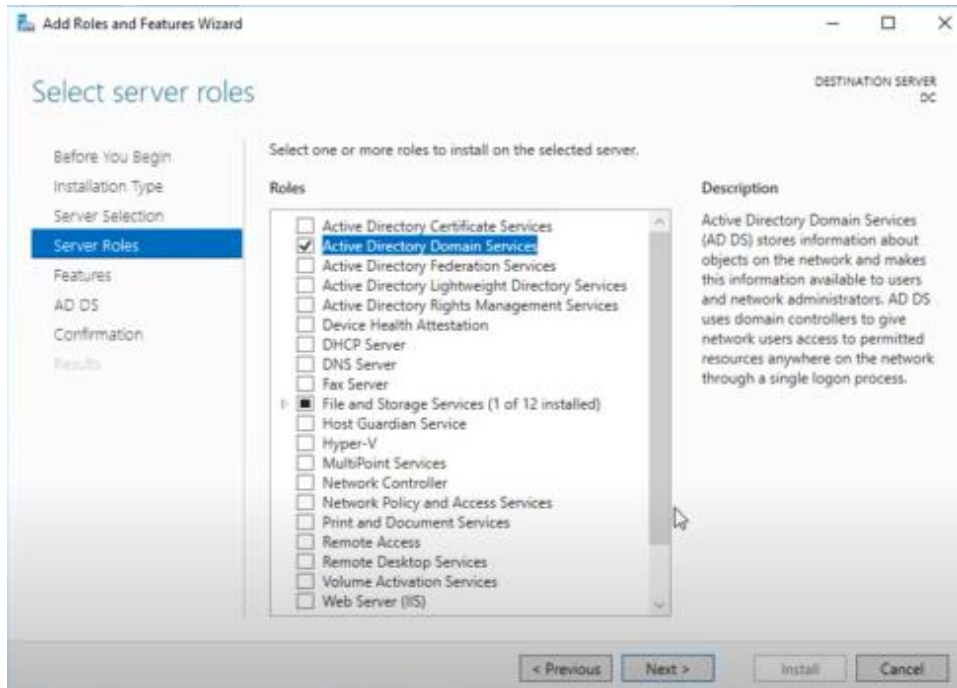 Add Roles and Features Wizard
Select server roles
DESTINATION SERVER
DC
Before You Begin
Installation Type
Server Selection
Server Roles
Features
AD DS
Confirmation
Results
Select one or more roles to install on the selected server.
Roles
Active Directory Certificate Services
Active Directory Domain Services
Active Directory Federation Services
Active Directory Lightweight Directory Services
Active Directory Rights Management Services
Device Health Attestation
DHCP Server
DNS Server
Fax Server
File and Storage Services (1 of 12 installed)
Host Guardian Service
Hyper-V
MultiPoint Services
Network Controller
Network Policy and Access Services
Print and Document Services
Remote Access
Remote Desktop Services
Volume Activation Services
Web Server (IIS)
Description
Active Directory Domain Services
(AD DS) stores information about
objects on the network and makes
this information available to users
and network administrators. AD DS
uses domain controllers to give
network users access to permitted
resources anywhere on the network
through a single logon process.
< Previous
Next >
Install
Cancel